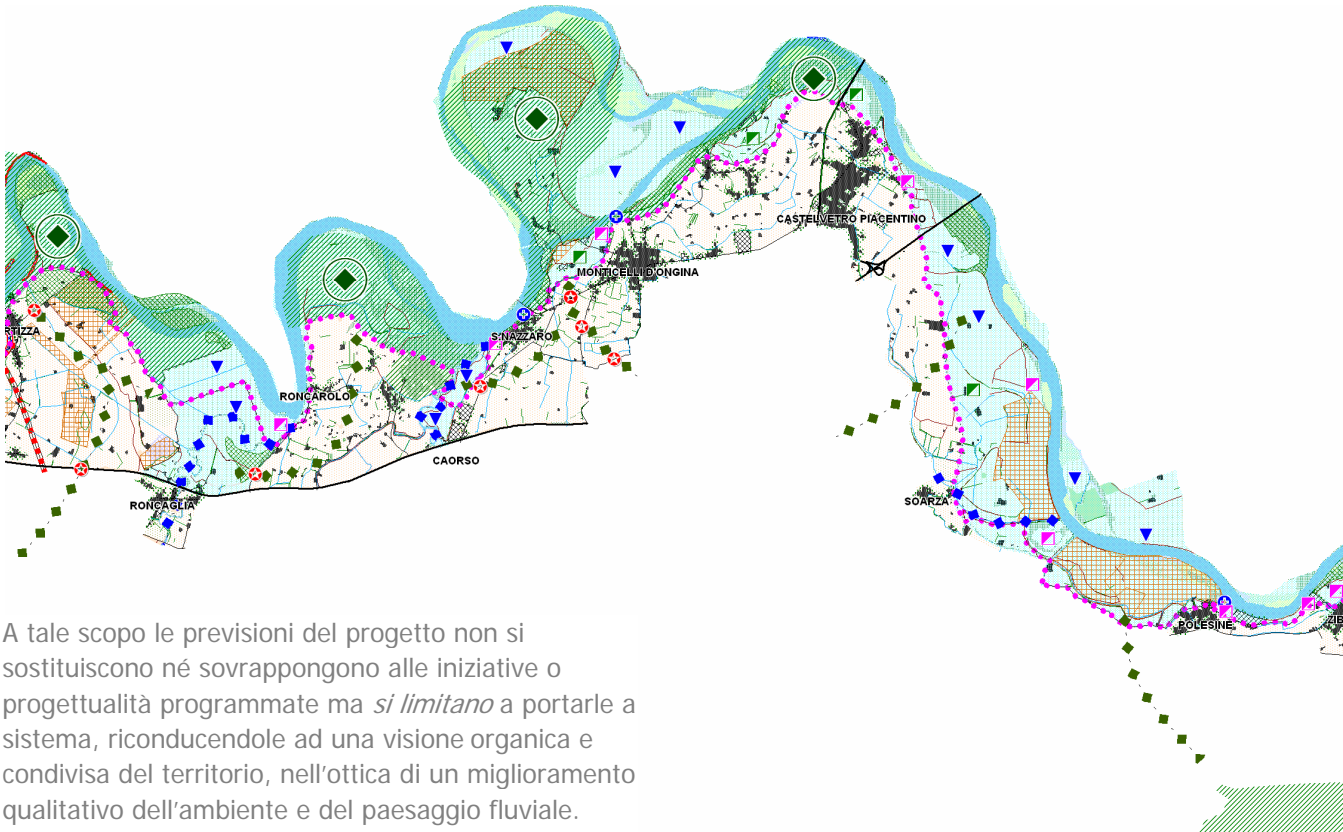 CASTELVETRO PIACENTINO
MONTICELLI D'ONGINA
RTIZZA
S.NAZZARO
RONCAROLO
CAORSO
RONCAGLIA
SOARZA
POLESINE
ZIB
A tale scopo le previsioni del progetto non si
sostituiscono né sovrappongono alle iniziative o
progettualità programmate ma si limitano a portarle a
sistema, riconducendole ad una visione organica e
condivisa del territorio, nell'ottica di un miglioramento
qualitativo dell'ambiente e del paesaggio fluviale.